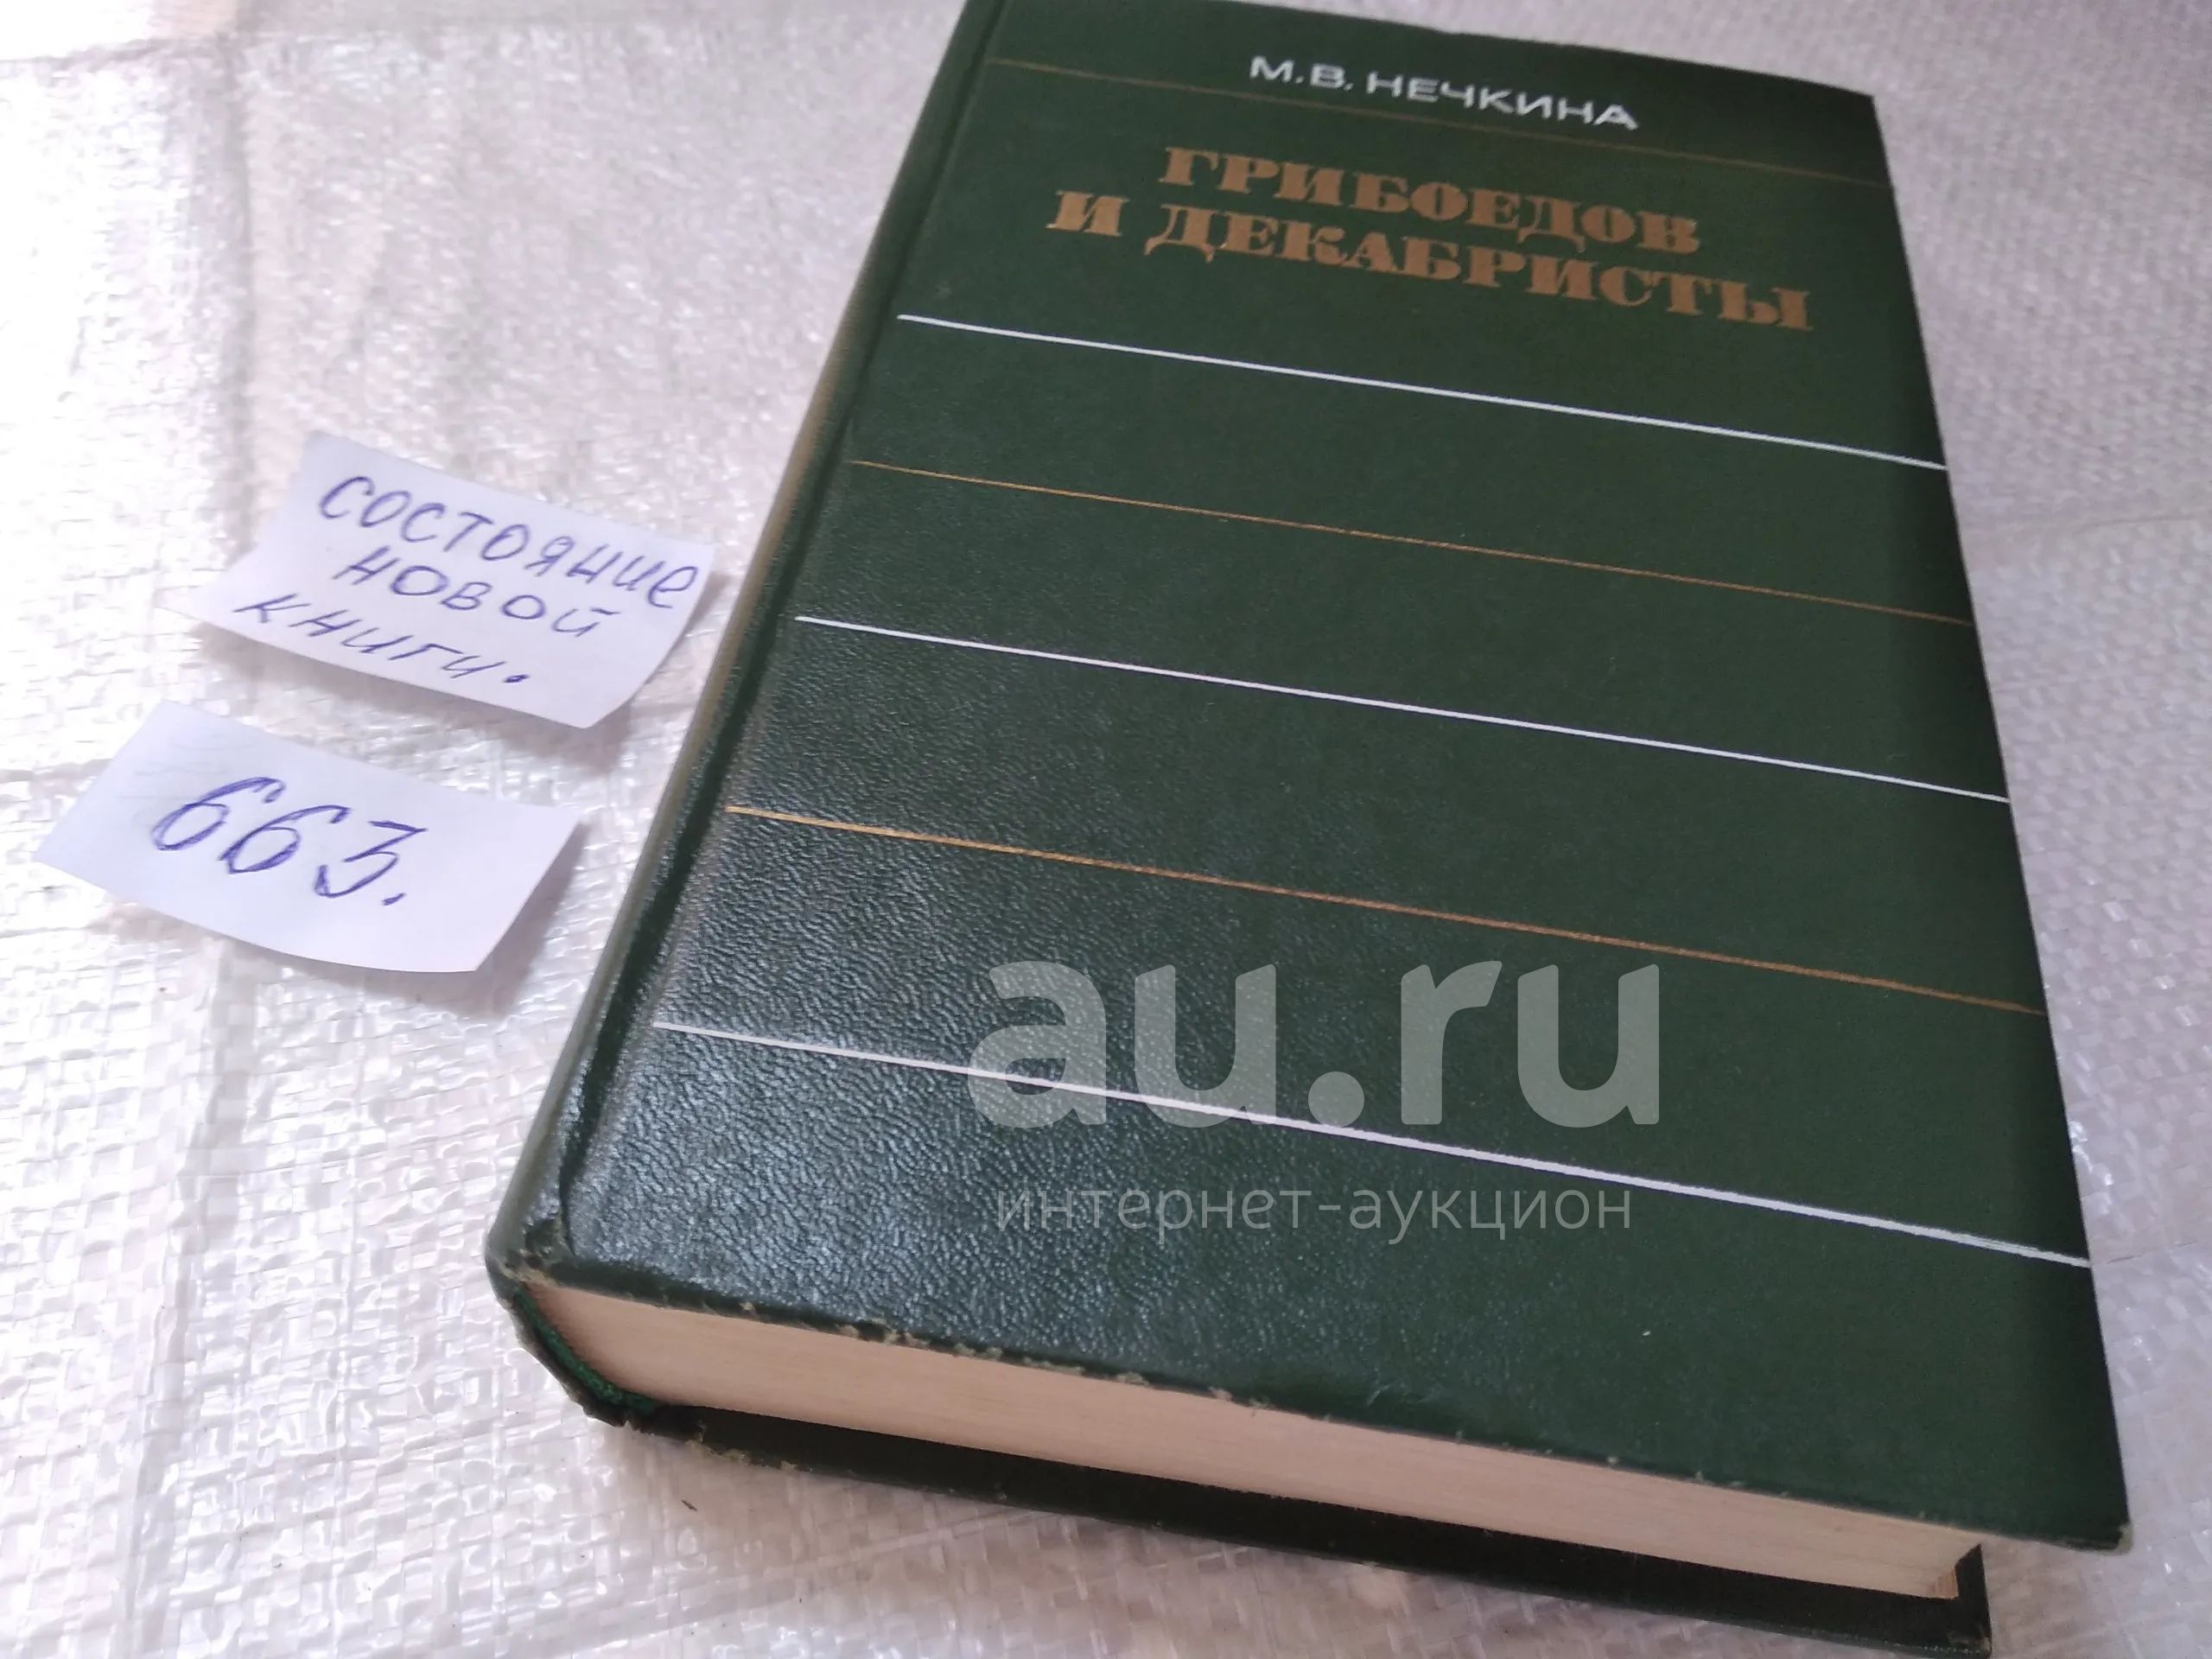 М.В. НЕЧКИНА
ГРИБОЕДОВ
И ДЕКАБРИСТЫ
состояние
новой
книги.
663.
au.ru
интернет-аукцион